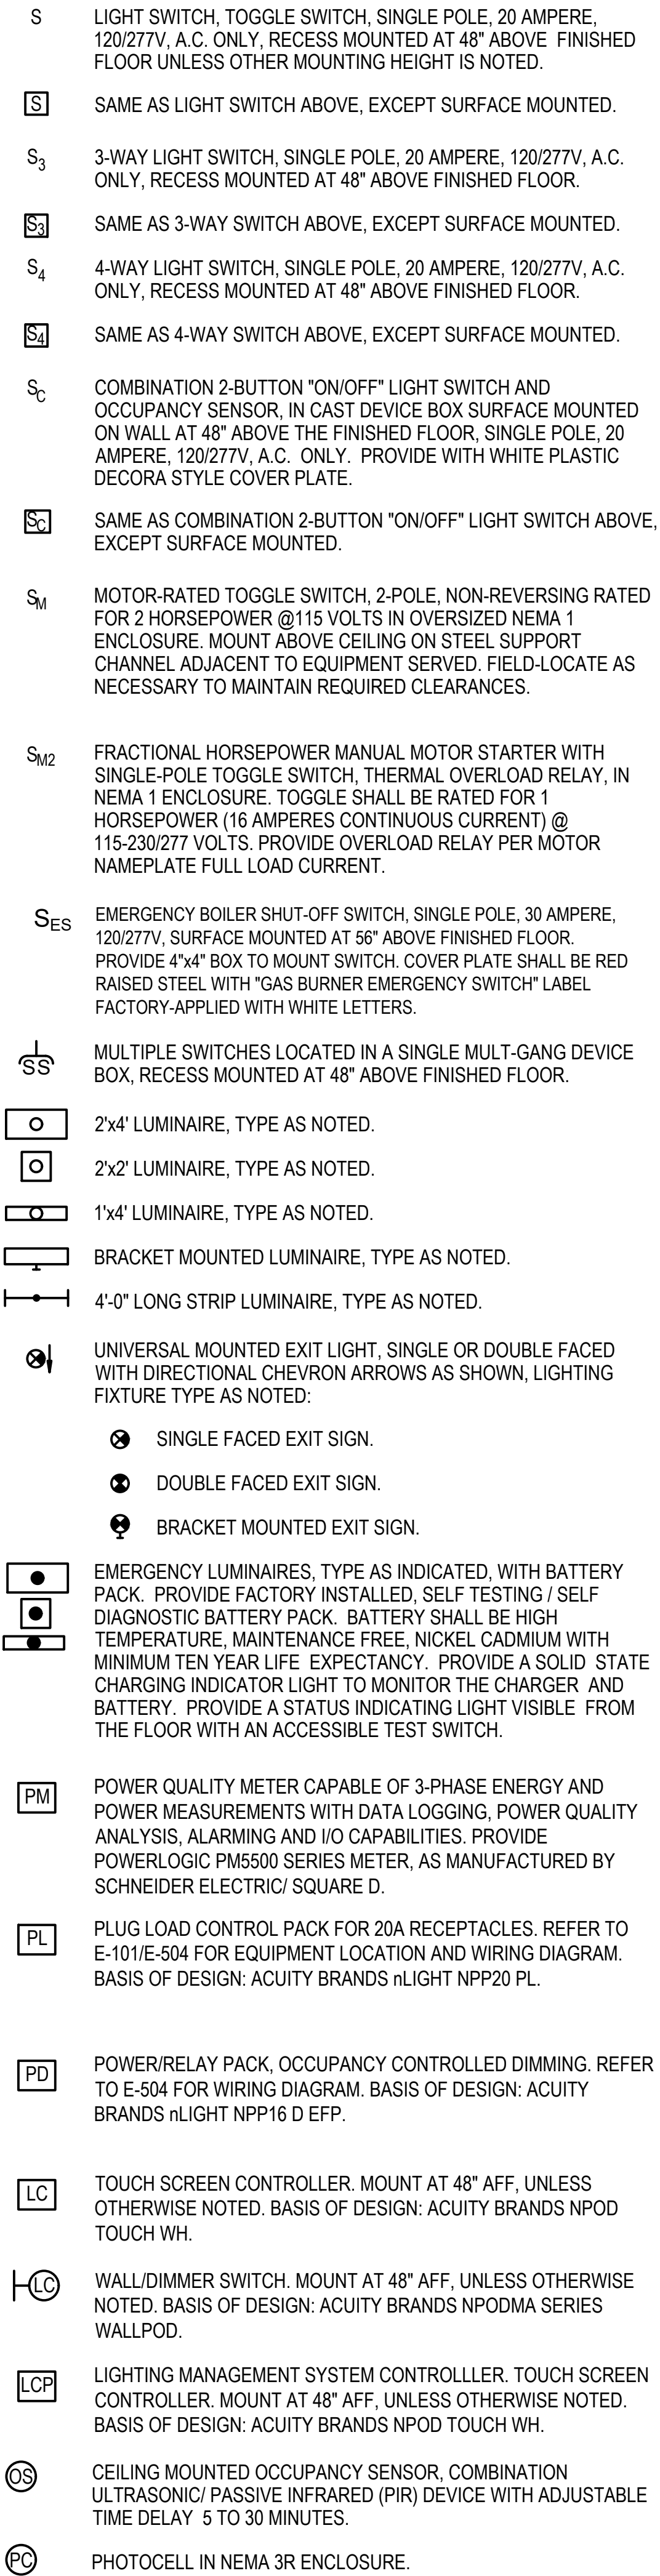 S LIGHT SWITCH, TOGGLE SWITCH, SINGLE POLE, 20 AMPERE,
120/277V, A.C. ONLY, RECESS MOUNTED AT 48" ABOVE FINISHED
FLOOR UNLESS OTHER MOUNTING HEIGHT IS NOTED.
S SAME AS LIGHT SWITCH ABOVE, EXCEPT SURFACE MOUNTED.
S3 3-WAY LIGHT SWITCH, SINGLE POLE, 20 AMPERE, 120/277V, A.C.
ONLY, RECESS MOUNTED AT 48" ABOVE FINISHED FLOOR.
S3 SAME AS 3-WAY SWITCH ABOVE, EXCEPT SURFACE MOUNTED.
S4 4-WAY LIGHT SWITCH, SINGLE POLE, 20 AMPERE, 120/277V, A.C.
ONLY, RECESS MOUNTED AT 48" ABOVE FINISHED FLOOR.
S4 SAME AS 4-WAY SWITCH ABOVE, EXCEPT SURFACE MOUNTED.
SC COMBINATION 2-BUTTON "ON/OFF" LIGHT SWITCH AND
OCCUPANCY SENSOR, IN CAST DEVICE BOX SURFACE MOUNTED
ON WALL AT 48" ABOVE THE FINISHED FLOOR, SINGLE POLE, 20
AMPERE, 120/277V, A.C. ONLY. PROVIDE WITH WHITE PLASTIC
DECORA STYLE COVER PLATE.
SC SAME AS COMBINATION 2-BUTTON "ON/OFF" LIGHT SWITCH ABOVE,
EXCEPT SURFACE MOUNTED.
SM MOTOR-RATED TOGGLE SWITCH, 2-POLE, NON-REVERSING RATED
FOR 2 HORSEPOWER @115 VOLTS IN OVERSIZED NEMA 1
ENCLOSURE. MOUNT ABOVE CEILING ON STEEL SUPPORT
CHANNEL ADJACENT TO EQUIPMENT SERVED. FIELD-LOCATE AS
NECESSARY TO MAINTAIN REQUIRED CLEARANCES.
SM2 FRACTIONAL HORSEPOWER MANUAL MOTOR STARTER WITH
SINGLE-POLE TOGGLE SWITCH, THERMAL OVERLOAD RELAY, IN
NEMA 1 ENCLOSURE. TOGGLE SHALL BE RATED FOR 1
HORSEPOWER (16 AMPERES CONTINUOUS CURRENT) @
115-230/277 VOLTS. PROVIDE OVERLOAD RELAY PER MOTOR
NAMEPLATE FULL LOAD CURRENT.
SES EMERGENCY BOILER SHUT-OFF SWITCH, SINGLE POLE, 30 AMPERE,
120/277V, SURFACE MOUNTED AT 56" ABOVE FINISHED FLOOR.
PROVIDE 4"x4" BOX TO MOUNT SWITCH. COVER PLATE SHALL BE RED
RAISED STEEL WITH "GAS BURNER EMERGENCY SWITCH" LABEL
FACTORY-APPLIED WITH WHITE LETTERS.
SS MULTIPLE SWITCHES LOCATED IN A SINGLE MULT-GANG DEVICE
BOX, RECESS MOUNTED AT 48" ABOVE FINISHED FLOOR.
2'x4' LUMINAIRE, TYPE AS NOTED.
2'x2' LUMINAIRE, TYPE AS NOTED.
1'x4' LUMINAIRE, TYPE AS NOTED.
BRACKET MOUNTED LUMINAIRE, TYPE AS NOTED.
4'-0" LONG STRIP LUMINAIRE, TYPE AS NOTED.
UNIVERSAL MOUNTED EXIT LIGHT, SINGLE OR DOUBLE FACED
WITH DIRECTIONAL CHEVRON ARROWS AS SHOWN, LIGHTING
FIXTURE TYPE AS NOTED:
SINGLE FACED EXIT SIGN.
DOUBLE FACED EXIT SIGN.
BRACKET MOUNTED EXIT SIGN.
EMERGENCY LUMINAIRES, TYPE AS INDICATED, WITH BATTERY
PACK. PROVIDE FACTORY INSTALLED, SELF TESTING / SELF
DIAGNOSTIC BATTERY PACK. BATTERY SHALL BE HIGH
TEMPERATURE, MAINTENANCE FREE, NICKEL CADMIUM WITH
MINIMUM TEN YEAR LIFE EXPECTANCY. PROVIDE A SOLID STATE
CHARGING INDICATOR LIGHT TO MONITOR THE CHARGER AND
BATTERY. PROVIDE A STATUS INDICATING LIGHT VISIBLE FROM
THE FLOOR WITH AN ACCESSIBLE TEST SWITCH.
PM POWER QUALITY METER CAPABLE OF 3-PHASE ENERGY AND
POWER MEASUREMENTS WITH DATA LOGGING, POWER QUALITY
ANALYSIS, ALARMING AND I/O CAPABILITIES. PROVIDE
POWERLOGIC PM5500 SERIES METER, AS MANUFACTURED BY
SCHNEIDER ELECTRIC/ SQUARE D.
PL PLUG LOAD CONTROL PACK FOR 20A RECEPTACLES. REFER TO
E-101/E-504 FOR EQUIPMENT LOCATION AND WIRING DIAGRAM.
BASIS OF DESIGN: ACUITY BRANDS nLIGHT NPP20 PL.
PD POWER/RELAY PACK, OCCUPANCY CONTROLLED DIMMING. REFER
TO E-504 FOR WIRING DIAGRAM. BASIS OF DESIGN: ACUITY
BRANDS nLIGHT NPP16 D EFP.
LC TOUCH SCREEN CONTROLLER. MOUNT AT 48" AFF, UNLESS
OTHERWISE NOTED. BASIS OF DESIGN: ACUITY BRANDS NPOD
TOUCH WH.
LC WALL/DIMMER SWITCH. MOUNT AT 48" AFF, UNLESS OTHERWISE
NOTED. BASIS OF DESIGN: ACUITY BRANDS NPODMA SERIES
WALLPOD.
LCP LIGHTING MANAGEMENT SYSTEM CONTROLLLER. TOUCH SCREEN
CONTROLLER. MOUNT AT 48" AFF, UNLESS OTHERWISE NOTED.
BASIS OF DESIGN: ACUITY BRANDS NPOD TOUCH WH.
OS CEILING MOUNTED OCCUPANCY SENSOR, COMBINATION
ULTRASONIC/ PASSIVE INFRARED (PIR) DEVICE WITH ADJUSTABLE
TIME DELAY 5 TO 30 MINUTES.
PC PHOTOCELL IN NEMA 3R ENCLOSURE.